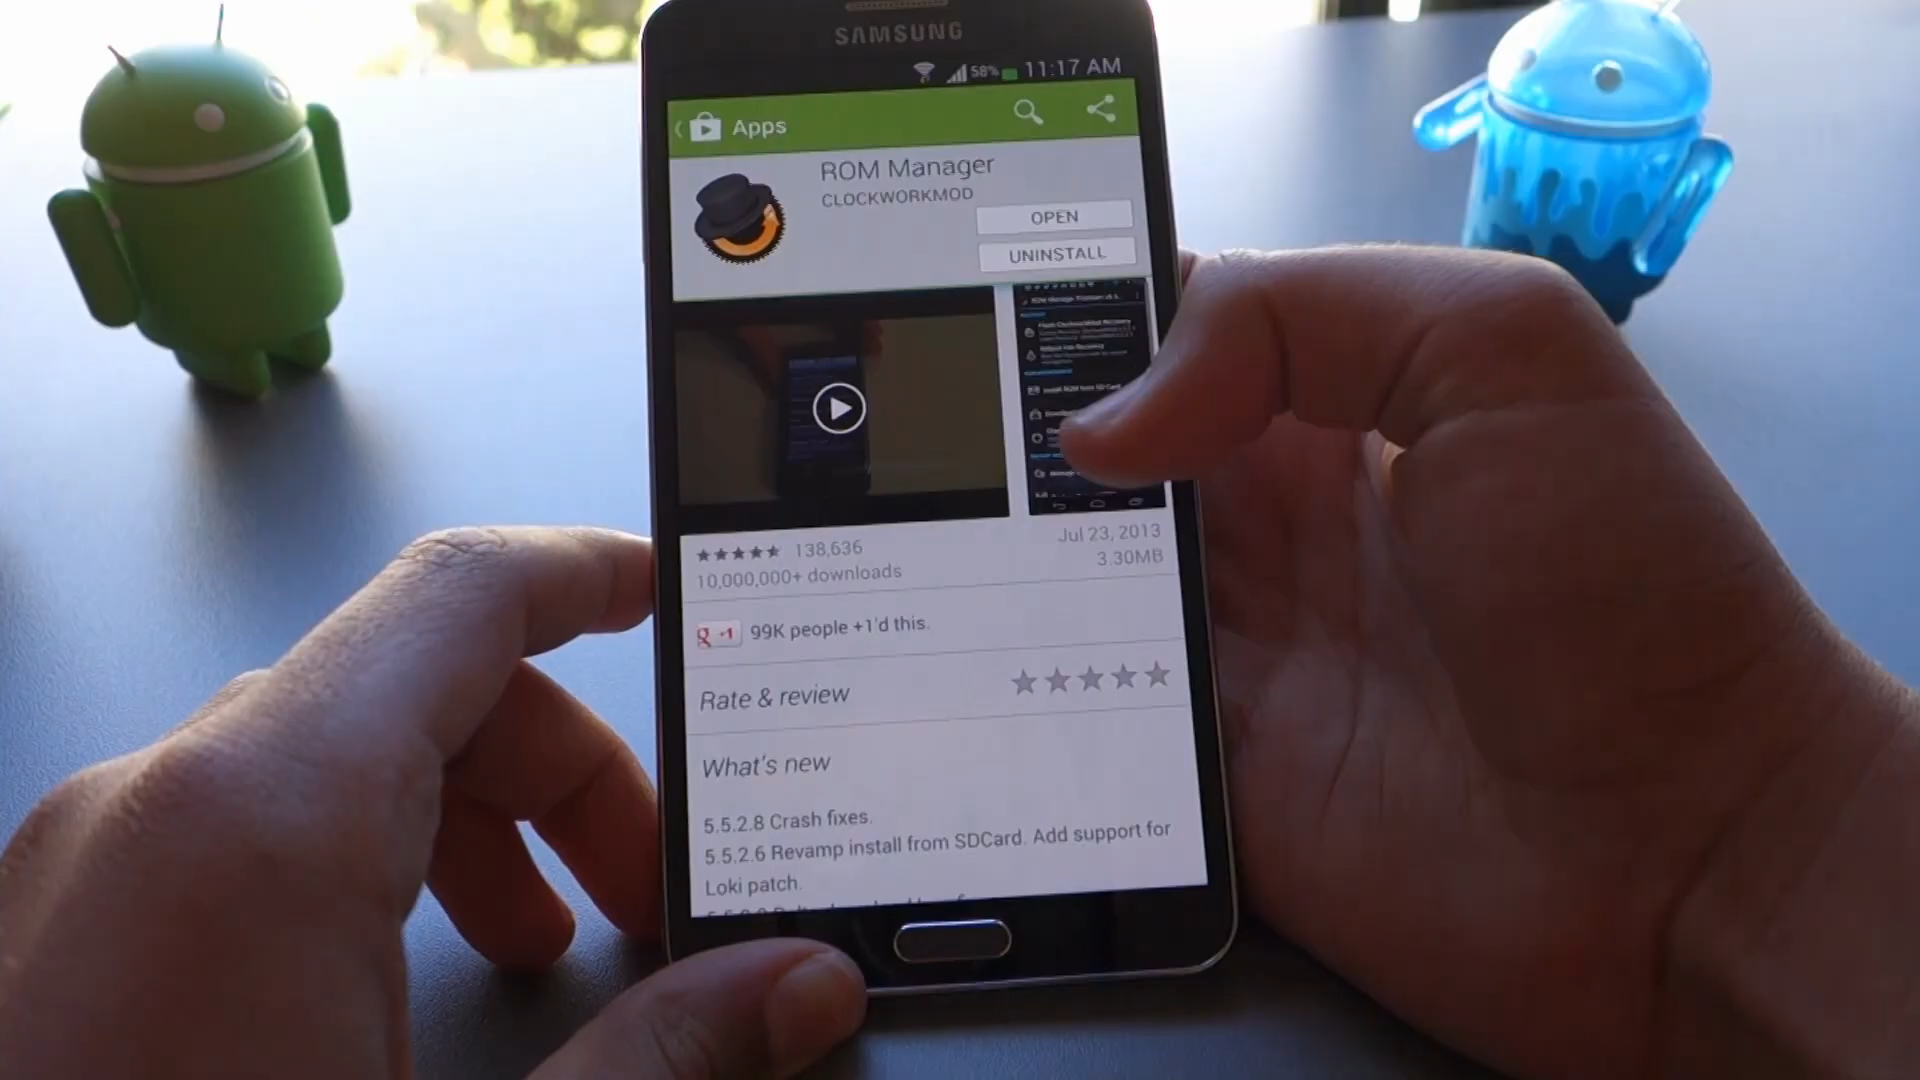 SAMSUNG
58% 11:17 AM
Apps
ROM Manager
CLOCKWORKMOD
OPEN
UNINSTALL
138,636
Jul 23, 2013
10,000,000+ downloads
3.30MB
g +1 99K people +1'd this.
Rate & review
What's new
5.5.2.8 Crash fixes.
5.5.2.6 Revamp install from SDCard. Add support for
Loki patch.